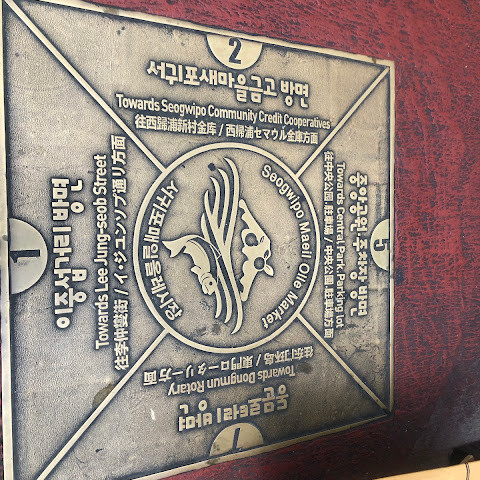 2
서귀포새마을금고 방면
Towards Seogwipo Community Credit Cooperatives
往西歸浦新村金库 / 西帰浦セマウル金庫方面
1
이중섭거리 방면
Towards Lee Jung-seob Street
往李仲燮街 / イ・ジュンソプ通り方面
서귀포매일올레시장
Seogwipo Maeil Olle Market
5
중앙공원 주차장 방면
Towards Central Park Parking lot
往中央公園 駐車場 / 中央公園 駐車場方面
7
동문로터리 방면
Towards Dongmun Rotary
往东门环岛 / 東門ロータリー方面